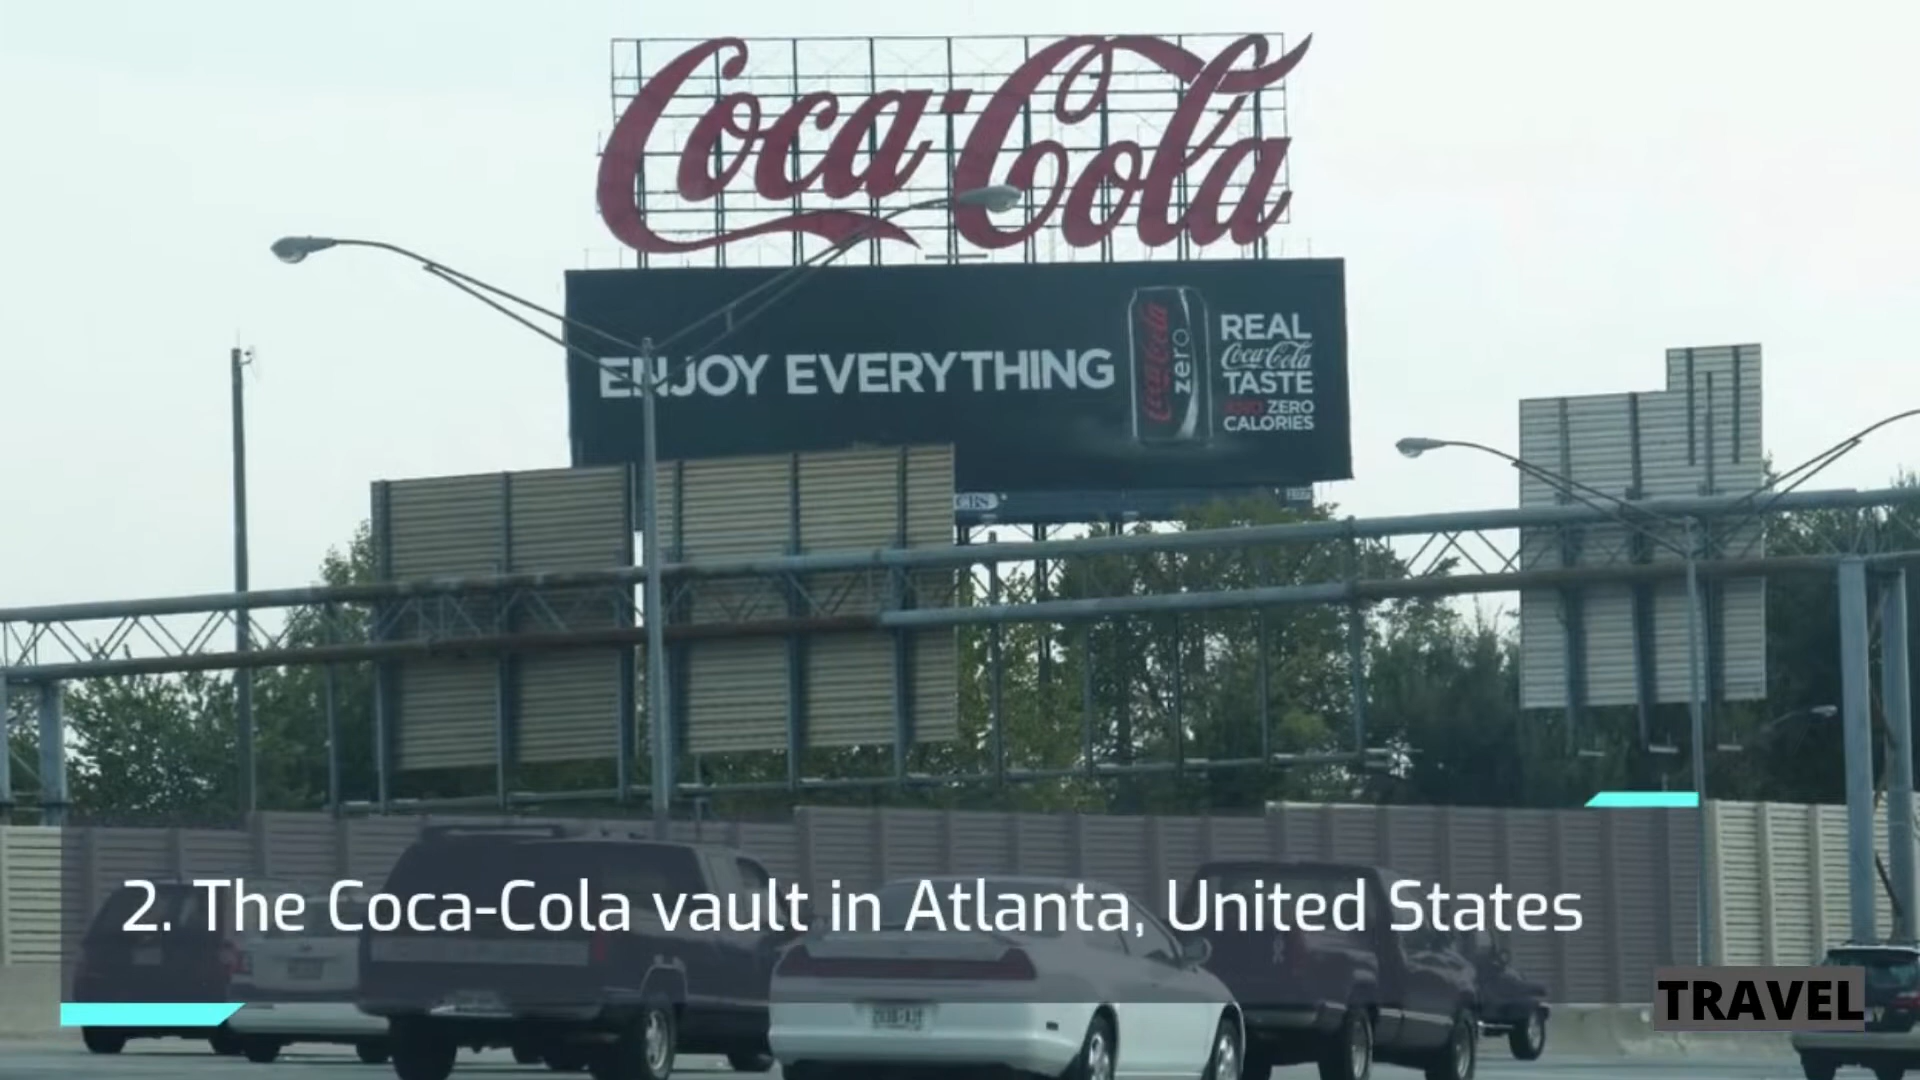 Coca-Cola
ENJOY EVERYTHING
Coca-Cola
zero
REAL
Coca-Cola
TASTE
AND ZERO
CALORIES
CBS
2. The Coca-Cola vault in Atlanta, United States
TRAVEL